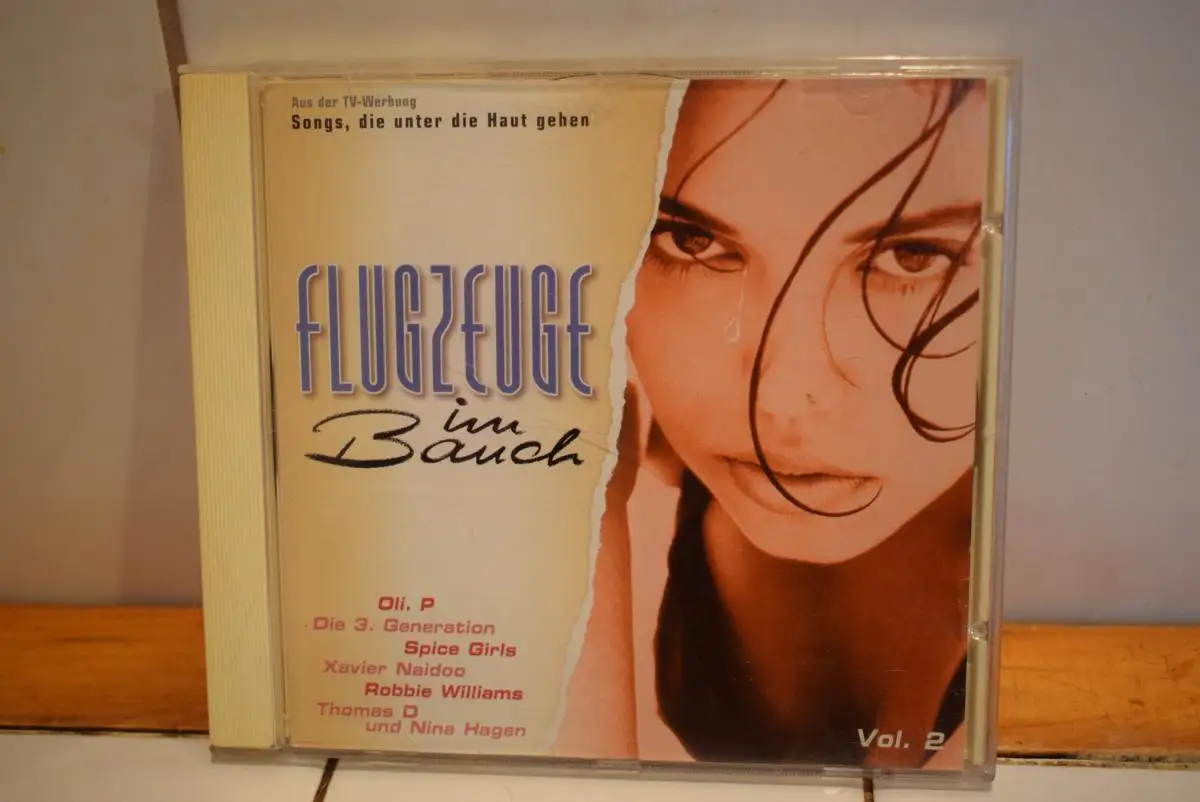 Aus der TV-Werbung
Songs, die unter die Haut gehen
FLUGZEUGE
im
Bauch
Oli. P
Die 3. Generation
Spice Girls
Xavier Naidoo
Robbie Williams
Thomas D
und Nina Hagen
Vol. 2